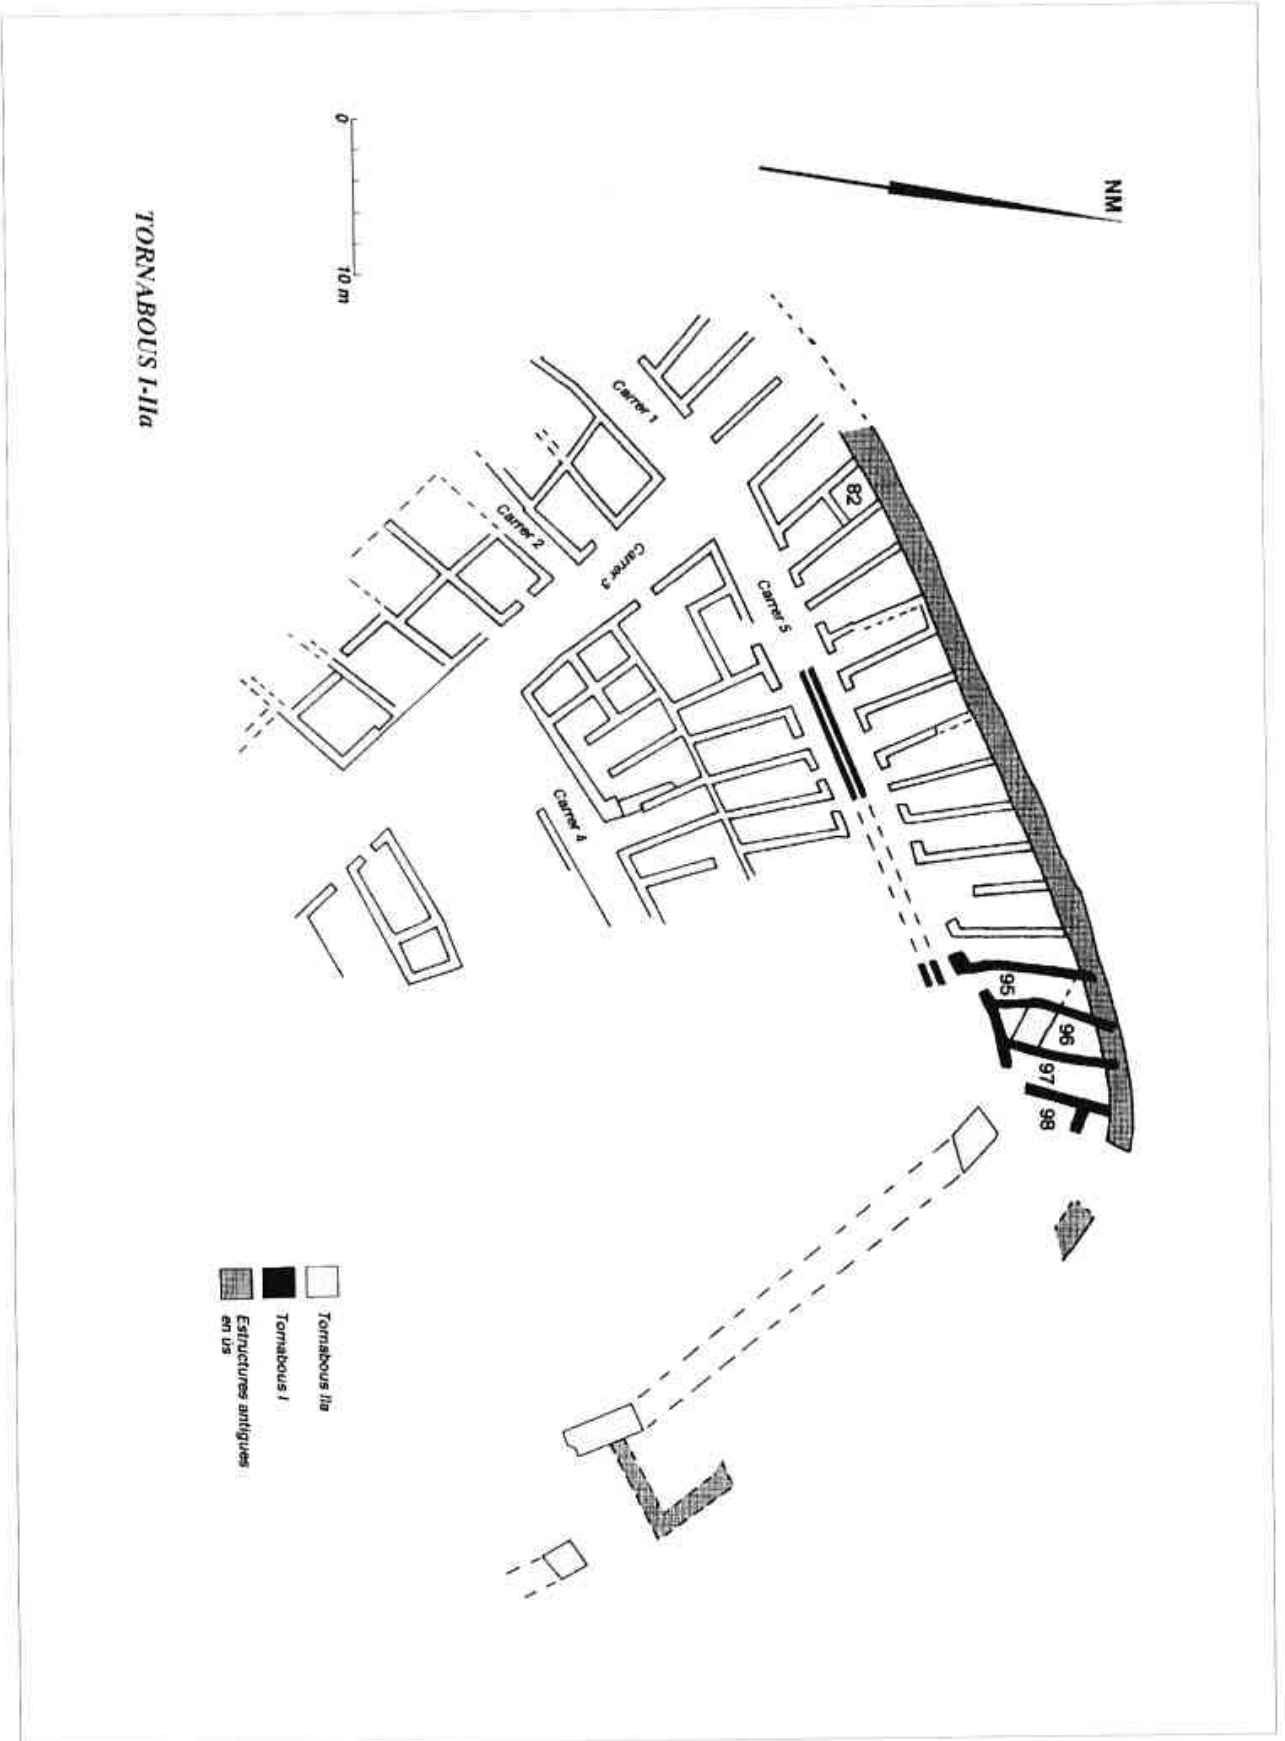 NM
0 10 m
TORNABOUS I-IIa
Carrer 1
Carrer 2
Carrer 3
Carrer 4
Carrer 5
82
95
96
97
98
Tornabous IIa
Tornabous I
Estructures antigues
en ús